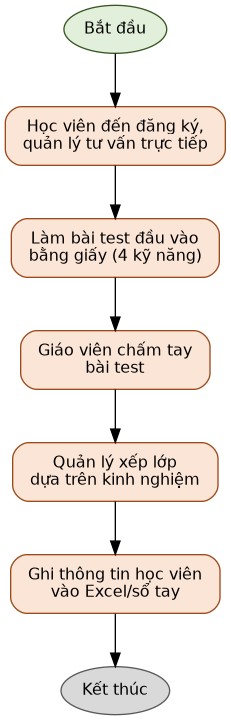 Bắt đầu
Học viên đến đăng ký,
quản lý tư vấn trực tiếp
Làm bài test đầu vào
bằng giấy (4 kỹ năng)
Giáo viên chấm tay
bài test
Quản lý xếp lớp
dựa trên kinh nghiệm
Ghi thông tin học viên
vào Excel/sổ tay
Kết thúc